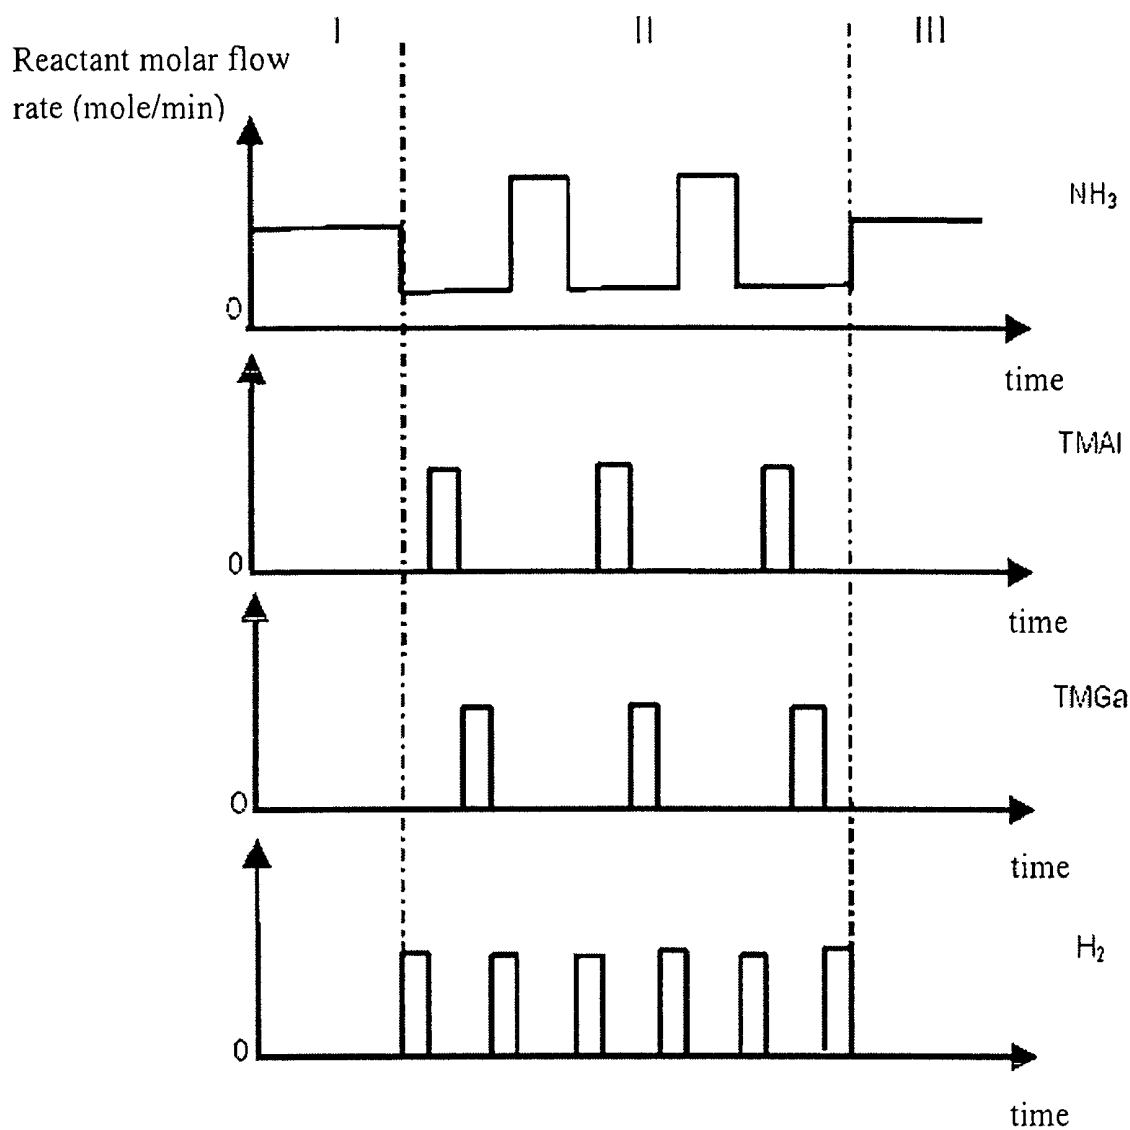 I II III
Reactant molar flow
rate (mole/min)
NH₃
0
time
TMAl
0
time
TMGa
0
time
H₂
0
time